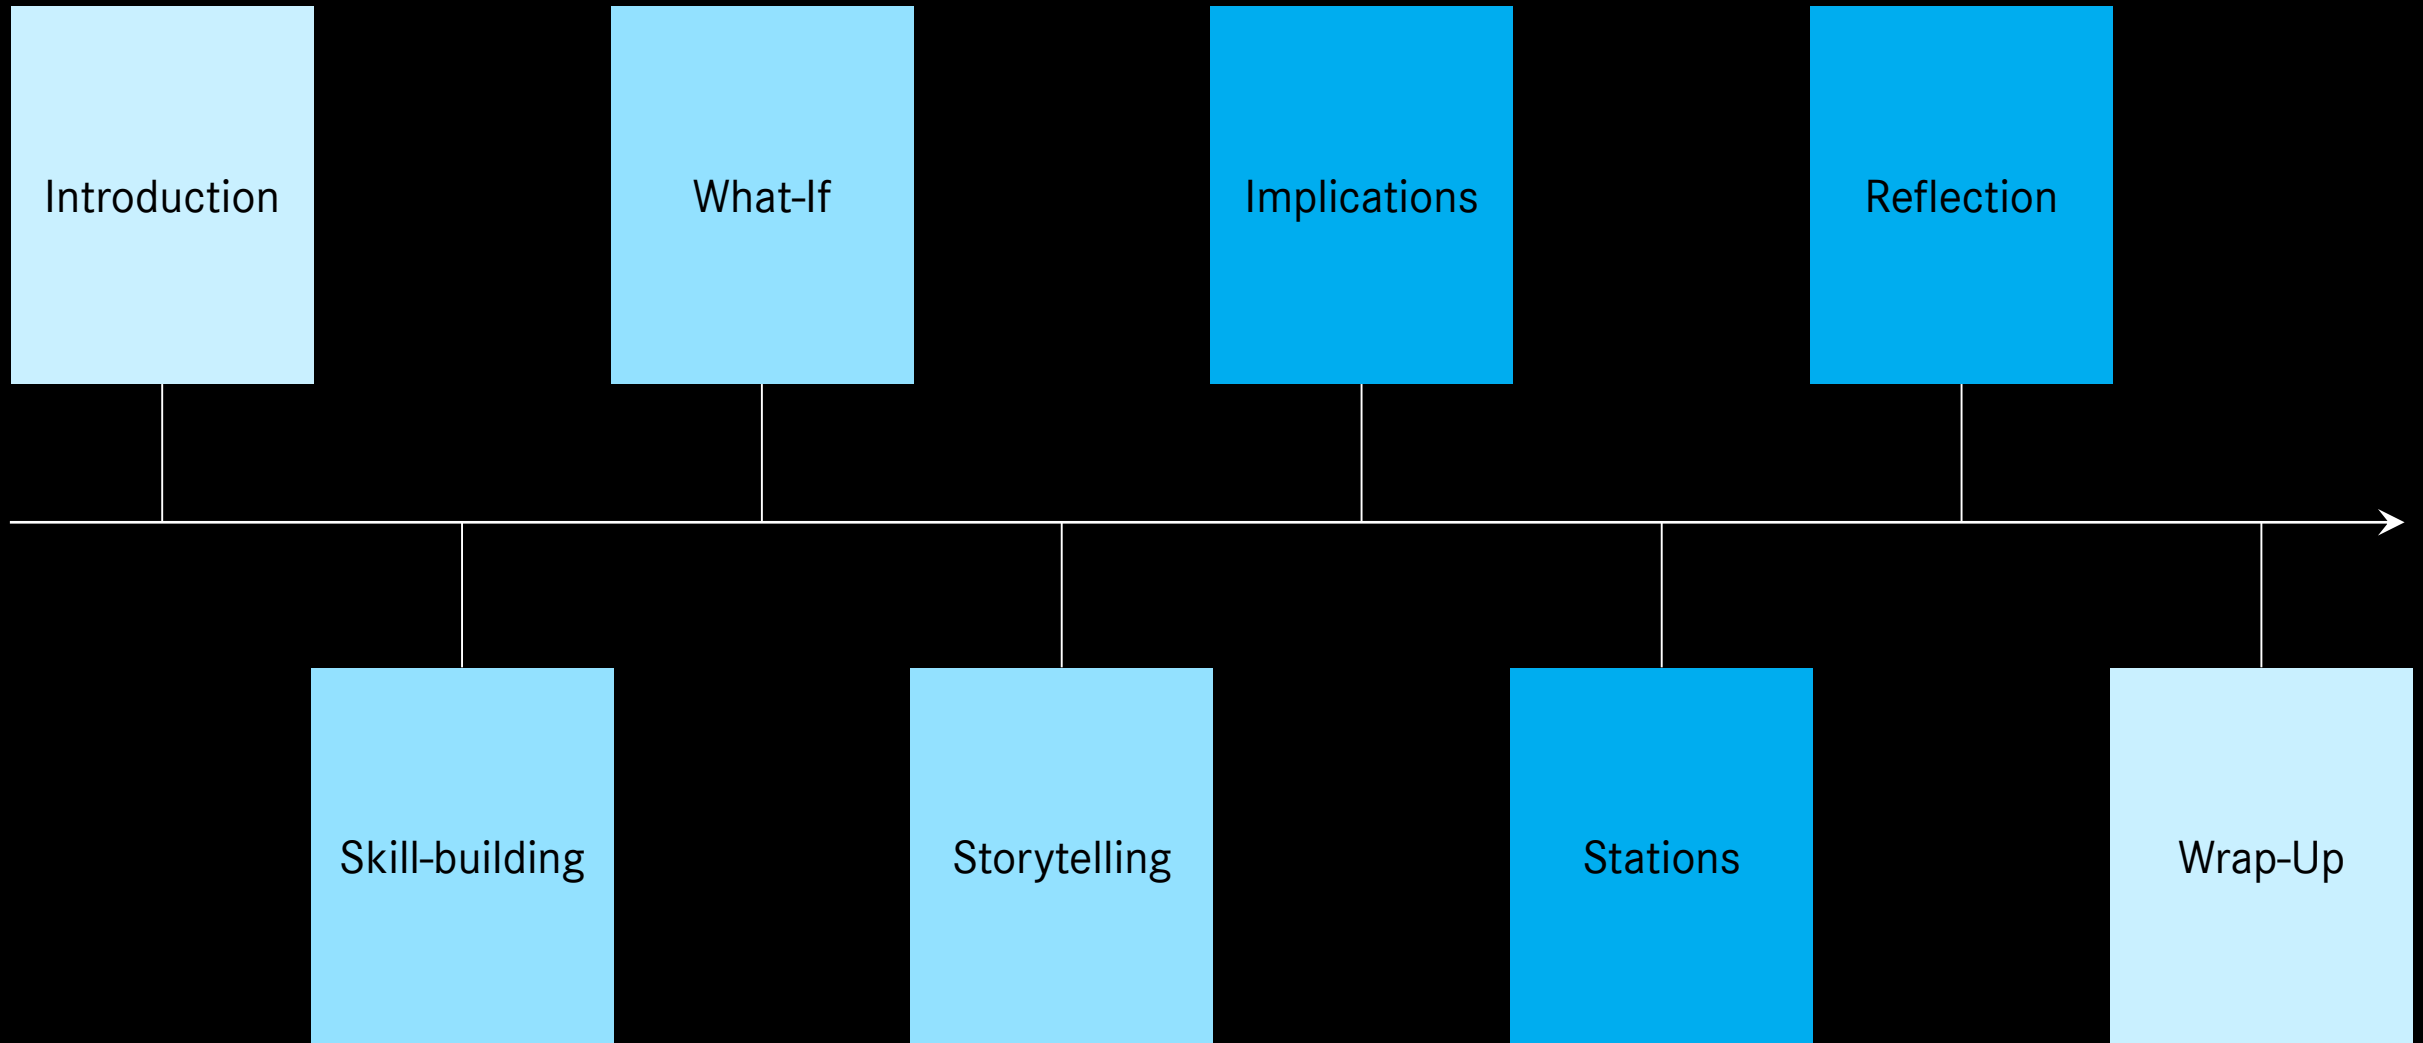 Introduction
What-If
Implications
Reflection
Skill-building
Storytelling
Stations
Wrap-Up